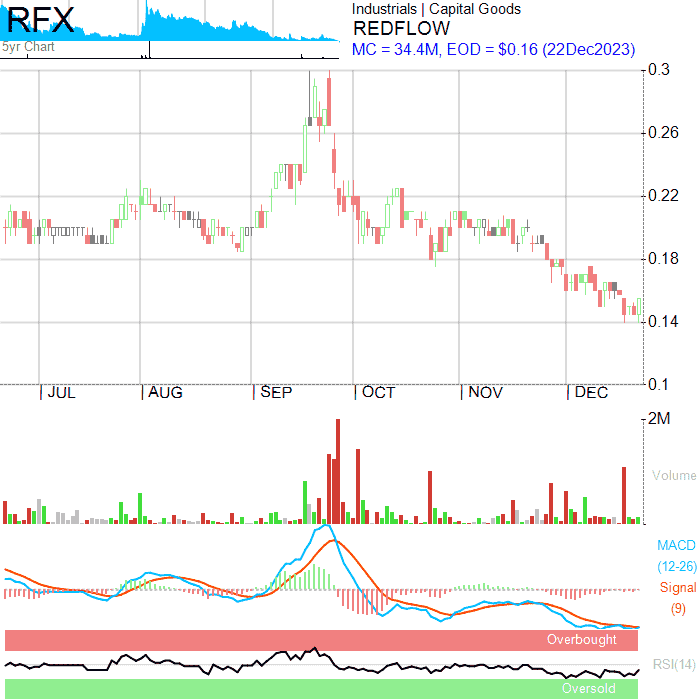 RFX
5yr Chart
Industrials | Capital Goods
REDFLOW
MC = 34.4M, EOD = $0.16 (22Dec2023)
0.3
0.26
0.22
0.18
0.14
0.1
JUL
AUG
SEP
OCT
NOV
DEC
2M
Volume
MACD
(12-26)
Signal
(9)
Overbought
RSI(14)
Oversold